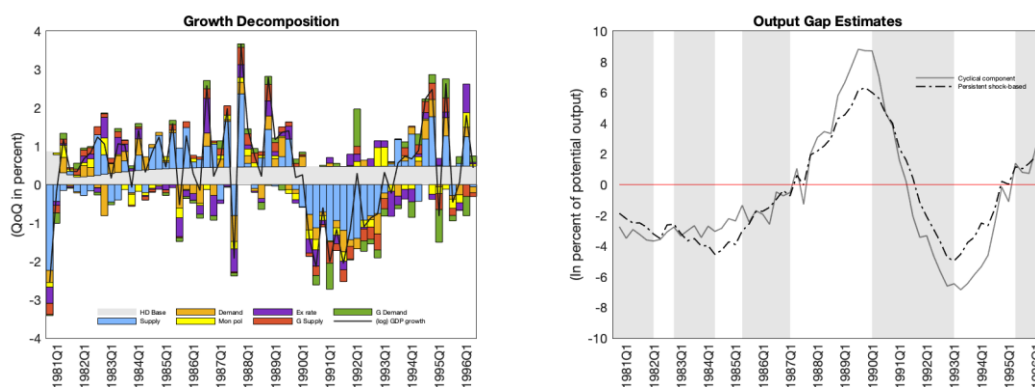 Growth Decomposition
(QoQ in percent)
4
3
2
1
0
-1
-2
-3
-4
HD Base
Demand
Ex rate
G Demand
Supply
Mon pol
G Supply
(log) GDP growth
1981Q1
1982Q1
1983Q1
1984Q1
1985Q1
1986Q1
1987Q1
1988Q1
1989Q1
1990Q1
1991Q1
1992Q1
1993Q1
1994Q1
1995Q1
1996Q1
Output Gap Estimates
(In percent of potential output)
10
8
6
4
2
0
-2
-4
-6
-8
-10
Cyclical component
Persistent shock-based
1981Q1
1982Q1
1983Q1
1984Q1
1985Q1
1986Q1
1987Q1
1988Q1
1989Q1
1990Q1
1991Q1
1992Q1
1993Q1
1994Q1
1995Q1